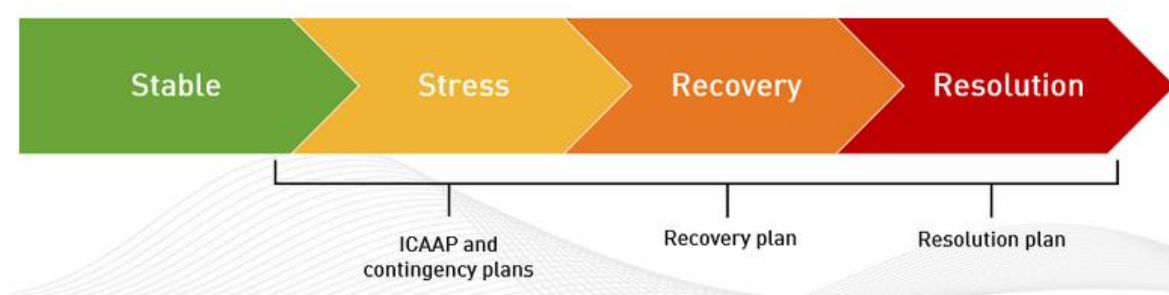 Stable
Stress
Recovery
Resolution
ICAAP and
contingency plans
Recovery plan
Resolution plan